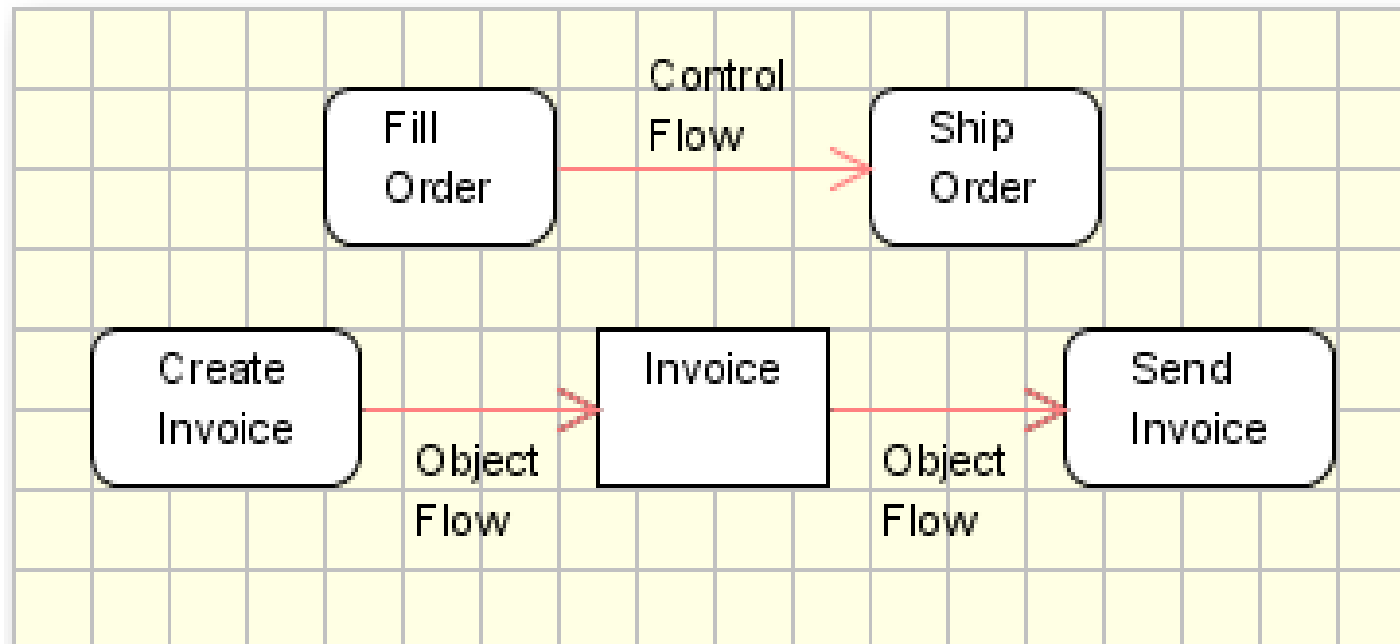 Control
Flow
Fill
Order
Ship
Order
Create
Invoice
Invoice
Send
Invoice
Object
Flow
Object
Flow